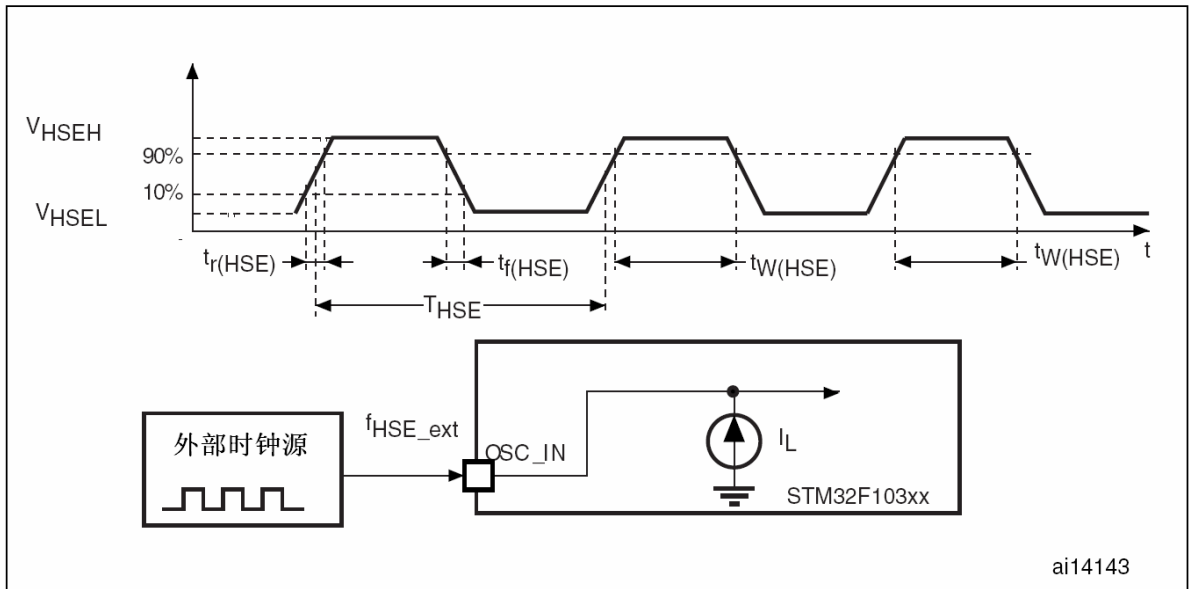 VHSEH
90%
10%
VHSEL
tr(HSE)
tf(HSE)
tW(HSE)
tW(HSE)
t
THSE
外部时钟源
fHSE_ext
OSC_IN
IL
STM32F103xx
ai14143